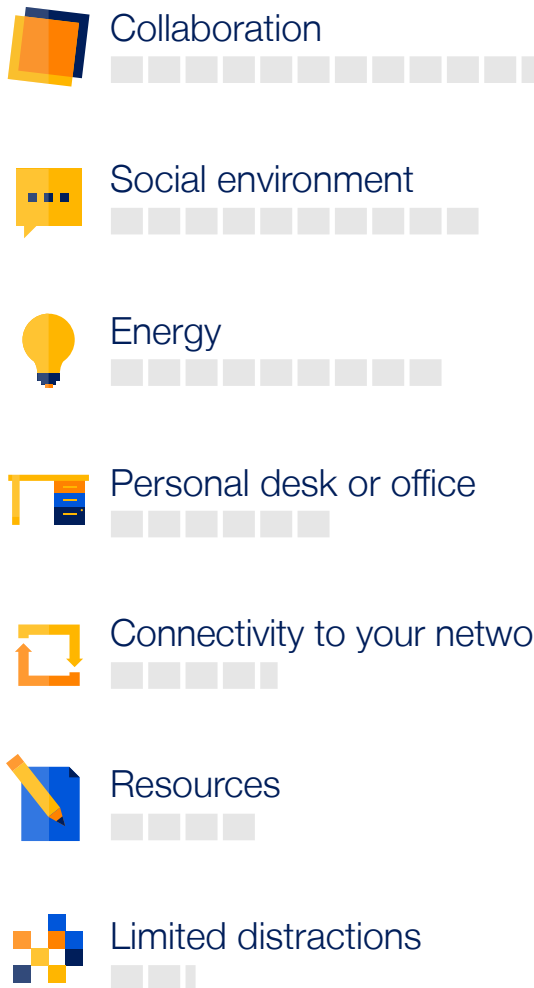 Collaboration
Social environment
Energy
Personal desk or office
Connectivity to your netwo
Resources
Limited distractions